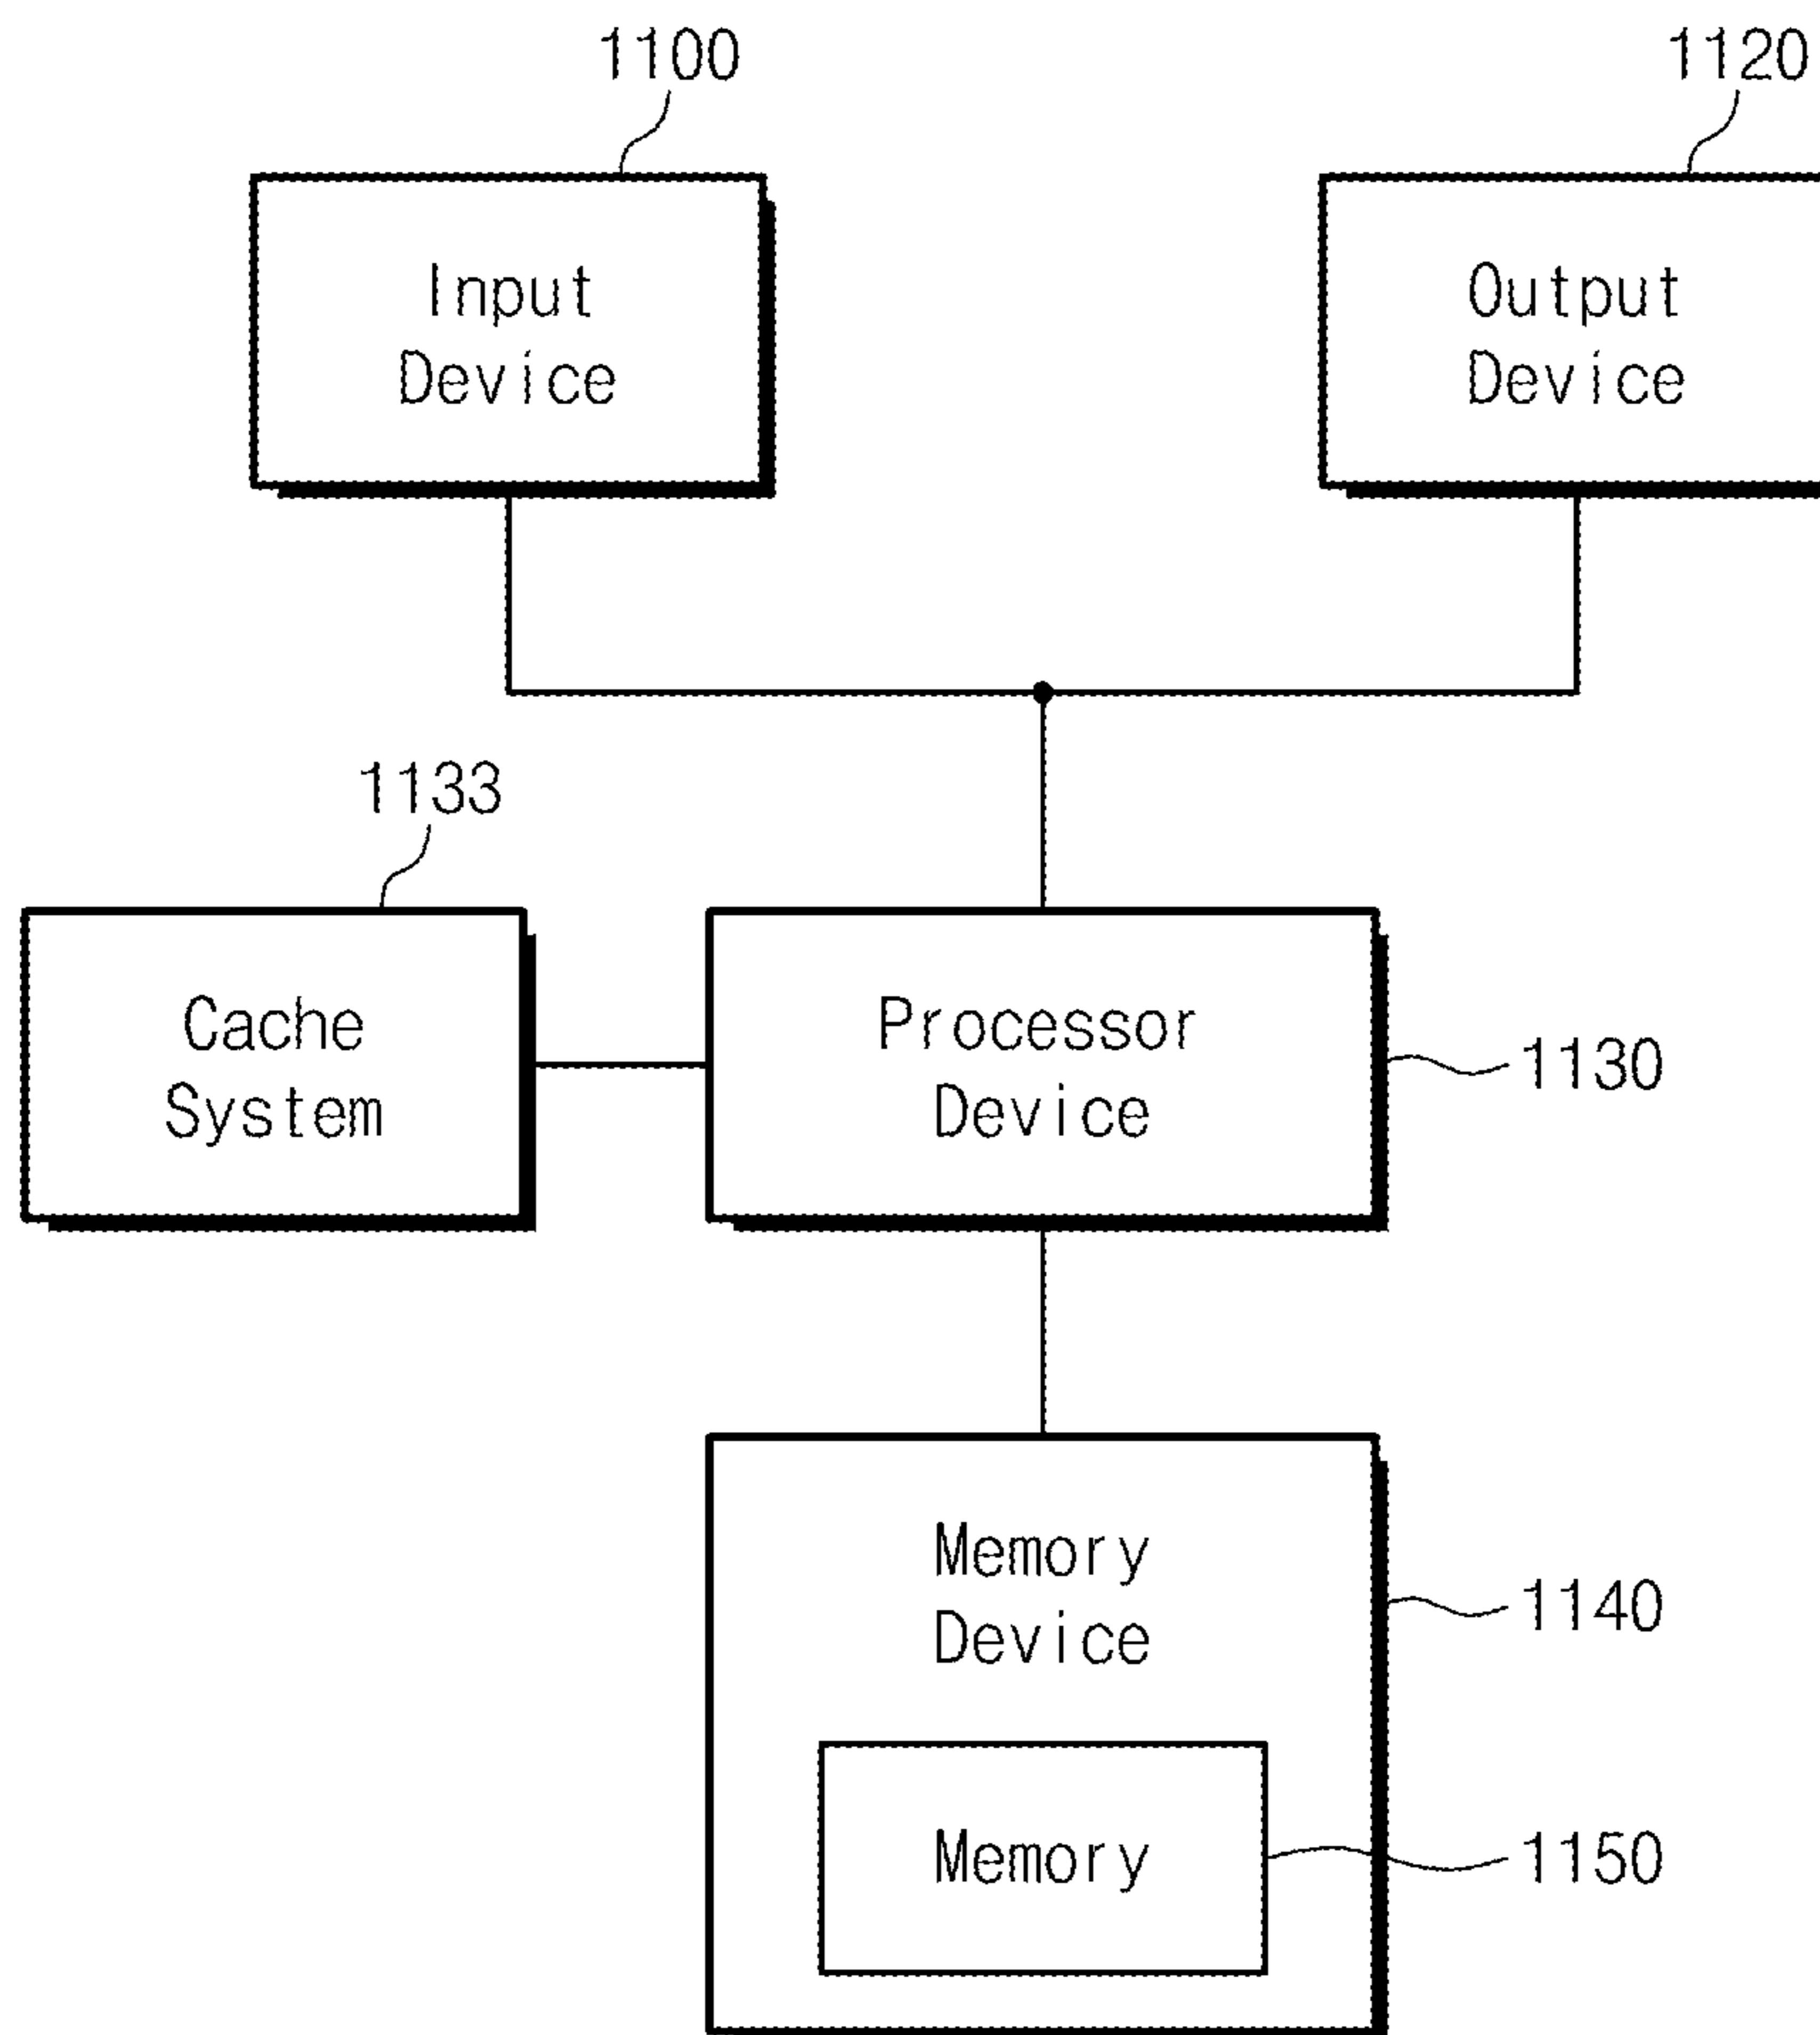 1100
1120
Input
Device
Output
Device
1133
Cache
System
Processor
Device
1130
Memory
Device
1140
Memory
1150